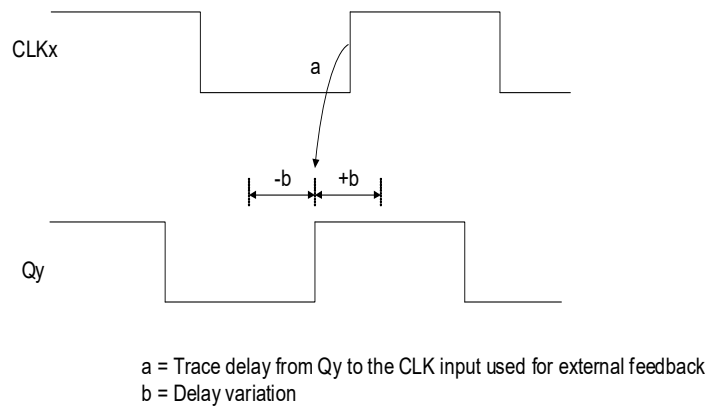 CLKx
a
-b +b
Qy
a = Trace delay from Qy to the CLK input used for external feedback
b = Delay variation